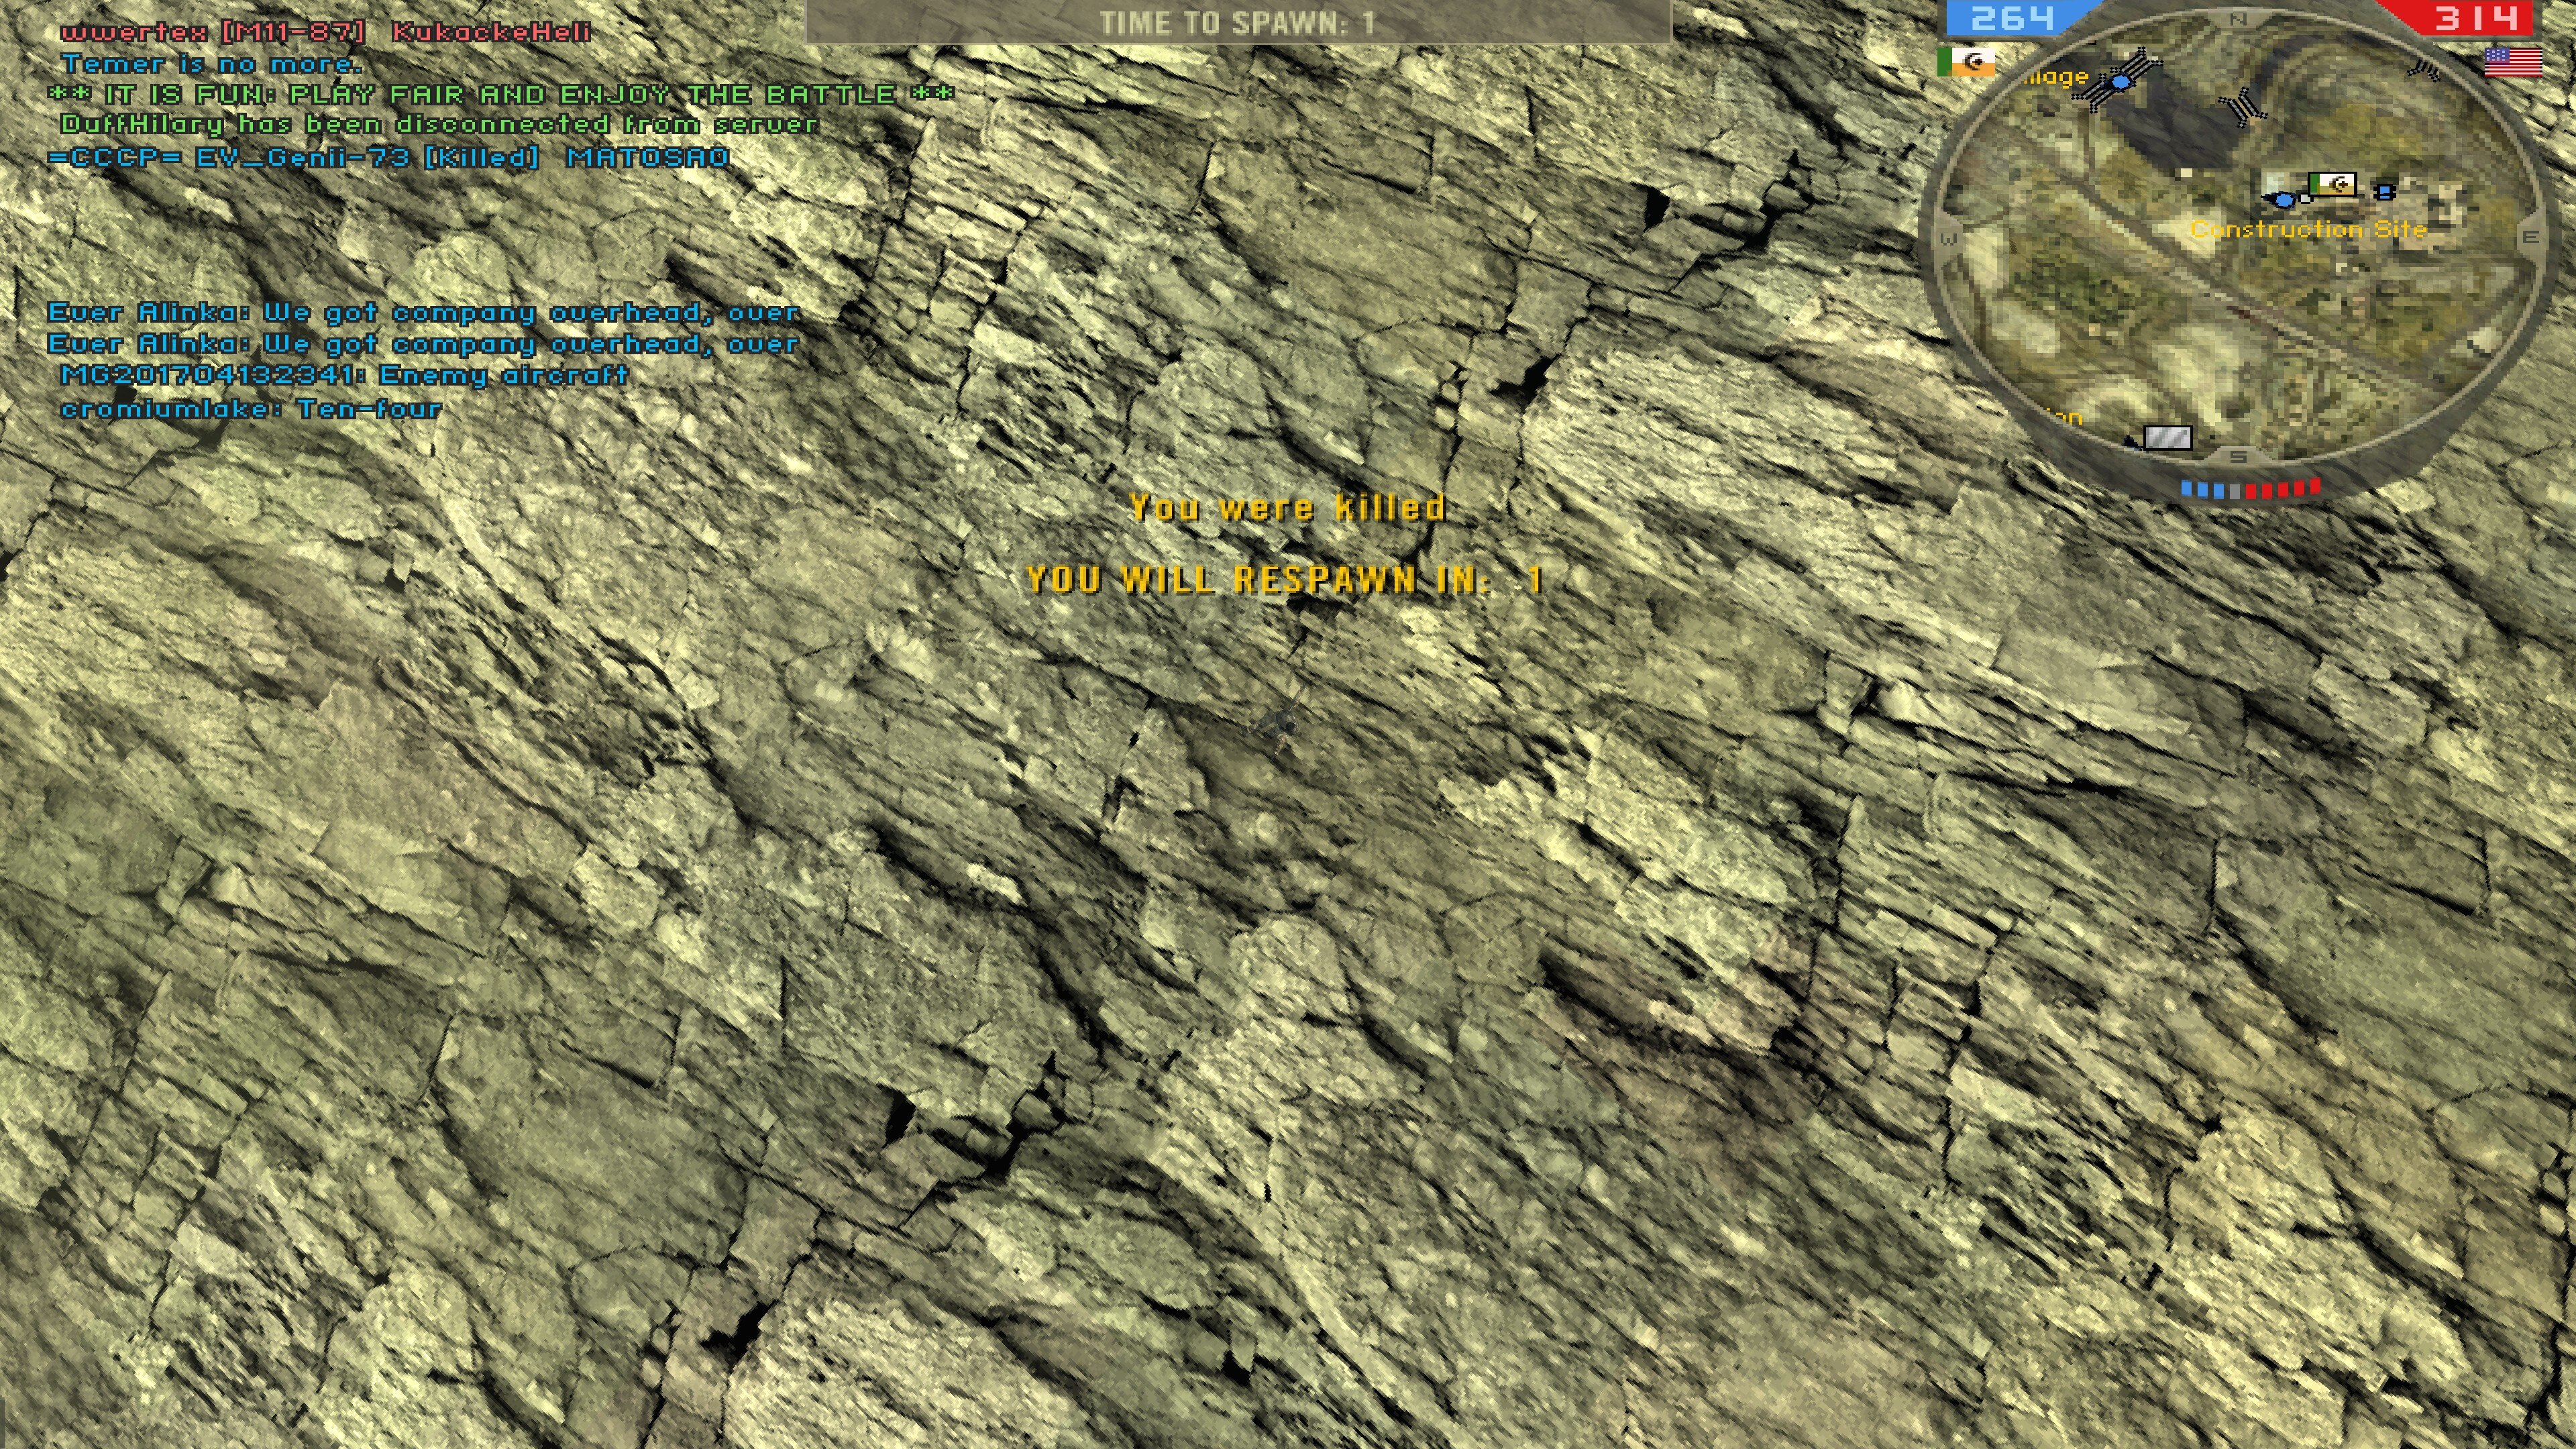 wwertex [M11-87] KukackeHeli
Temer is no more.
** IT IS FUN: PLAY FAIR AND ENJOY THE BATTLE **
DuffHilary has been disconnected from server
=CCCP= EV_Genii-73 [Killed] MATOSAO
Ever Alinka: We got company overhead, over
Ever Alinka: We got company overhead, over
MG201704132341: Enemy aircraft
cromiumlake: Ten-four
TIME TO SPAWN: 1
264
314
N
illage
W
E
Construction Site
S
You were killed
YOU WILL RESPAWN IN: 1